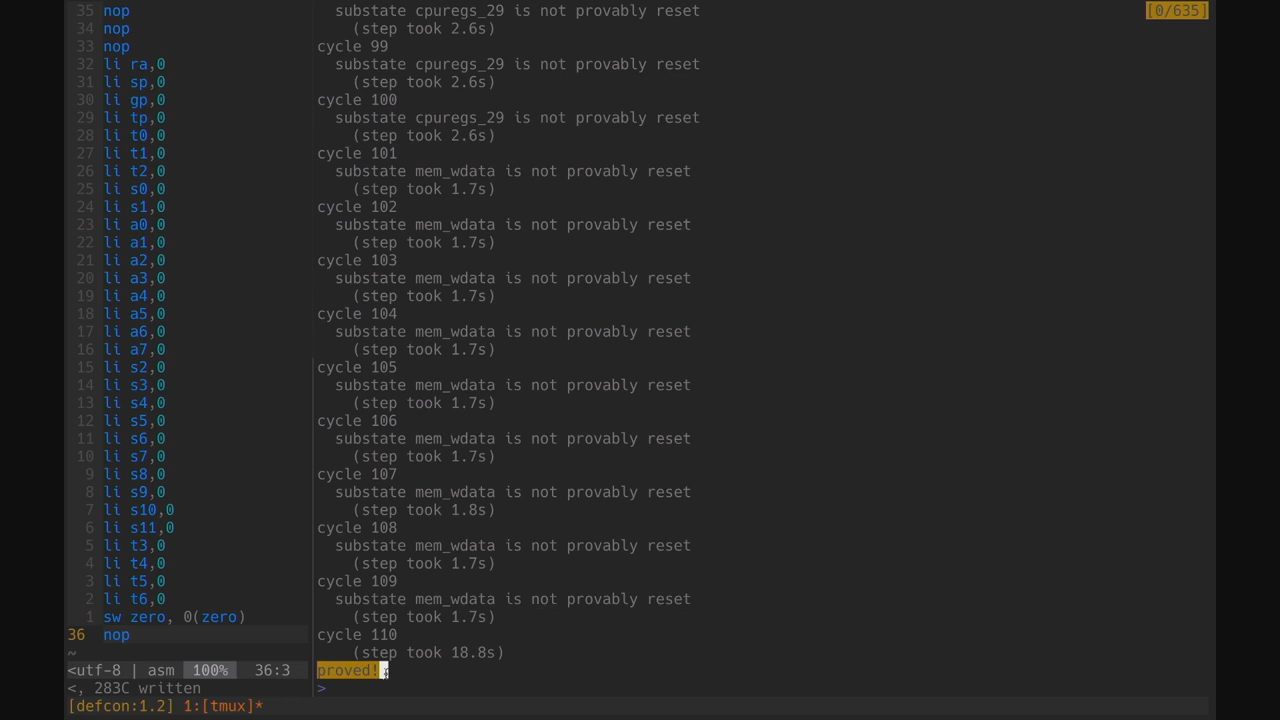 35 nop
34 nop
33 nop
32 li ra,0
31 li sp,0
30 li gp,0
29 li tp,0
28 li t0,0
27 li t1,0
26 li t2,0
25 li s0,0
24 li s1,0
23 li a0,0
22 li a1,0
21 li a2,0
20 li a3,0
19 li a4,0
18 li a5,0
17 li a6,0
16 li a7,0
15 li s2,0
14 li s3,0
13 li s4,0
12 li s5,0
11 li s6,0
10 li s7,0
9 li s8,0
8 li s9,0
7 li s10,0
6 li s11,0
5 li t3,0
4 li t4,0
3 li t5,0
2 li t6,0
1 sw zero, 0(zero)
36 nop
~
<utf-8 | asm 100% 36:3
<, 283C written
substate cpuregs_29 is not provably reset
(step took 2.6s)
cycle 99
substate cpuregs_29 is not provably reset
(step took 2.6s)
cycle 100
substate cpuregs_29 is not provably reset
(step took 2.6s)
cycle 101
substate mem_wdata is not provably reset
(step took 1.7s)
cycle 102
substate mem_wdata is not provably reset
(step took 1.7s)
cycle 103
substate mem_wdata is not provably reset
(step took 1.7s)
cycle 104
substate mem_wdata is not provably reset
(step took 1.7s)
cycle 105
substate mem_wdata is not provably reset
(step took 1.7s)
cycle 106
substate mem_wdata is not provably reset
(step took 1.7s)
cycle 107
substate mem_wdata is not provably reset
(step took 1.8s)
cycle 108
substate mem_wdata is not provably reset
(step took 1.7s)
cycle 109
substate mem_wdata is not provably reset
(step took 1.7s)
cycle 110
(step took 18.8s)
proved!
>
[0/635]
[defcon:1.2] 1:[tmux]*